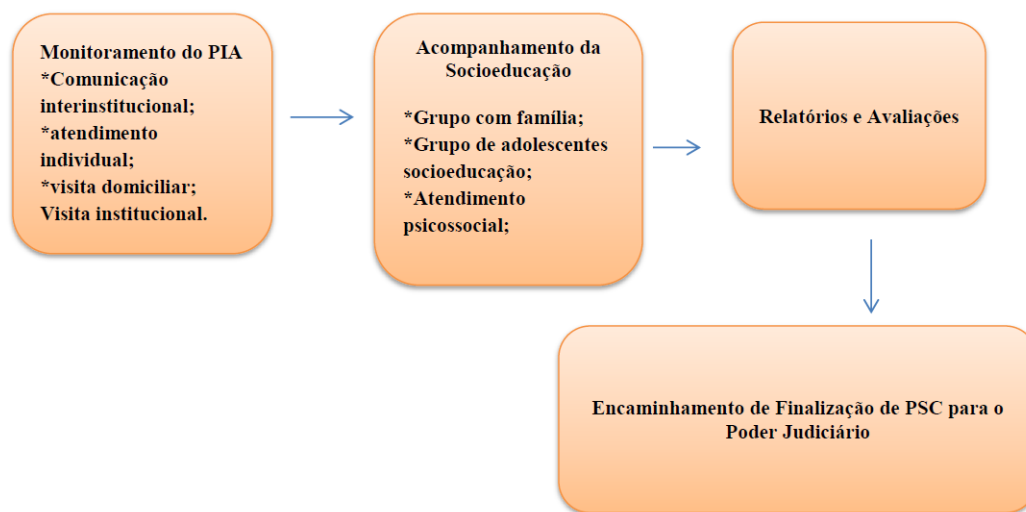 Monitoramento do PIA
*Comunicação
interinstitucional;
*atendimento
individual;
*visita domiciliar;
Visita institucional.
Acompanhamento da
Socioeducação
*Grupo com família;
*Grupo de adolescentes
socioeducação;
*Atendimento
psicossocial;
Relatórios e Avaliações
Encaminhamento de Finalização de PSC para o
Poder Judiciário